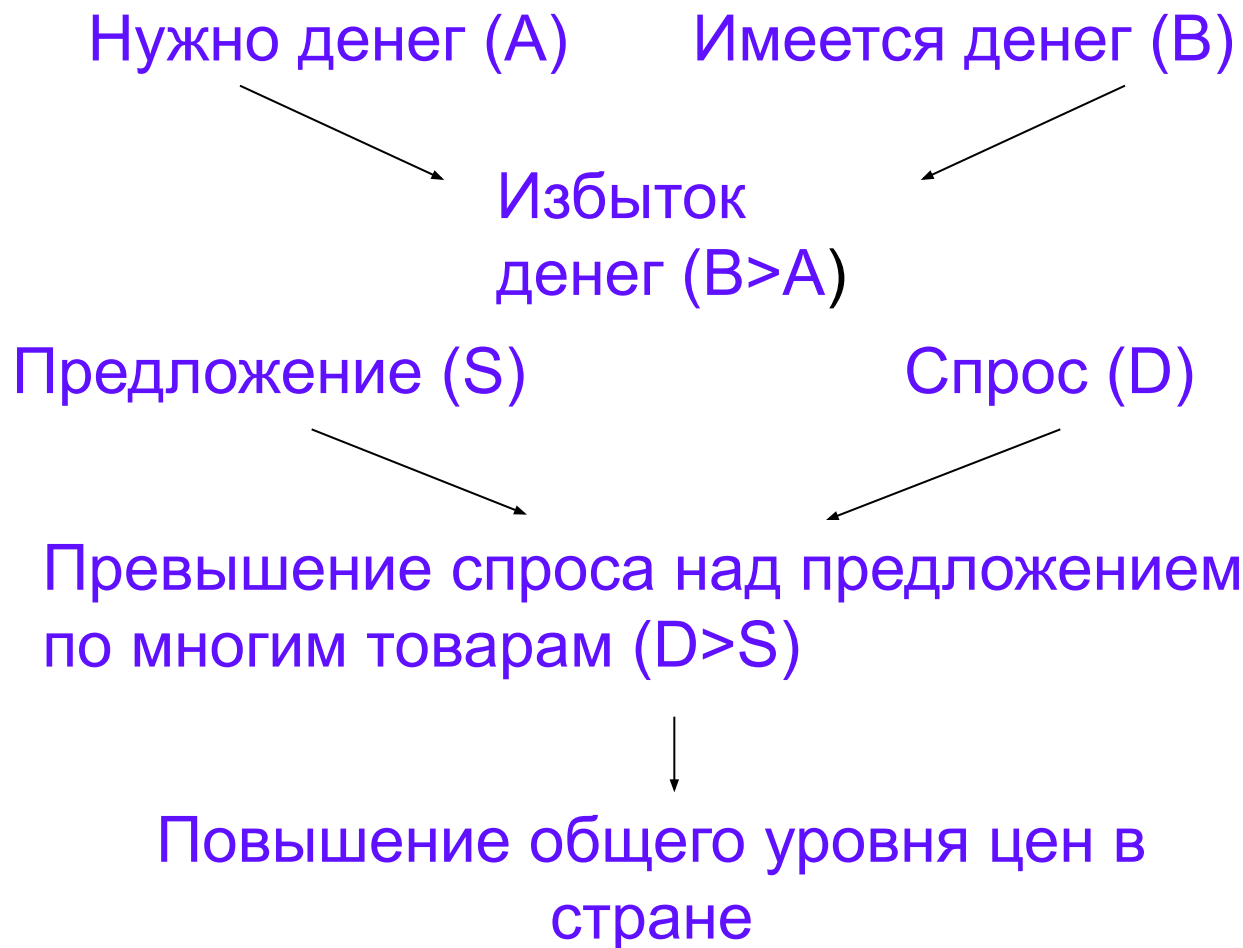 Нужно денег (A)
Имеется денег (B)
Избыток
денег (B>A)
Предложение (S)
Спрос (D)
Превышение спроса над предложением
по многим товарам (D>S)
Повышение общего уровня цен в
стране